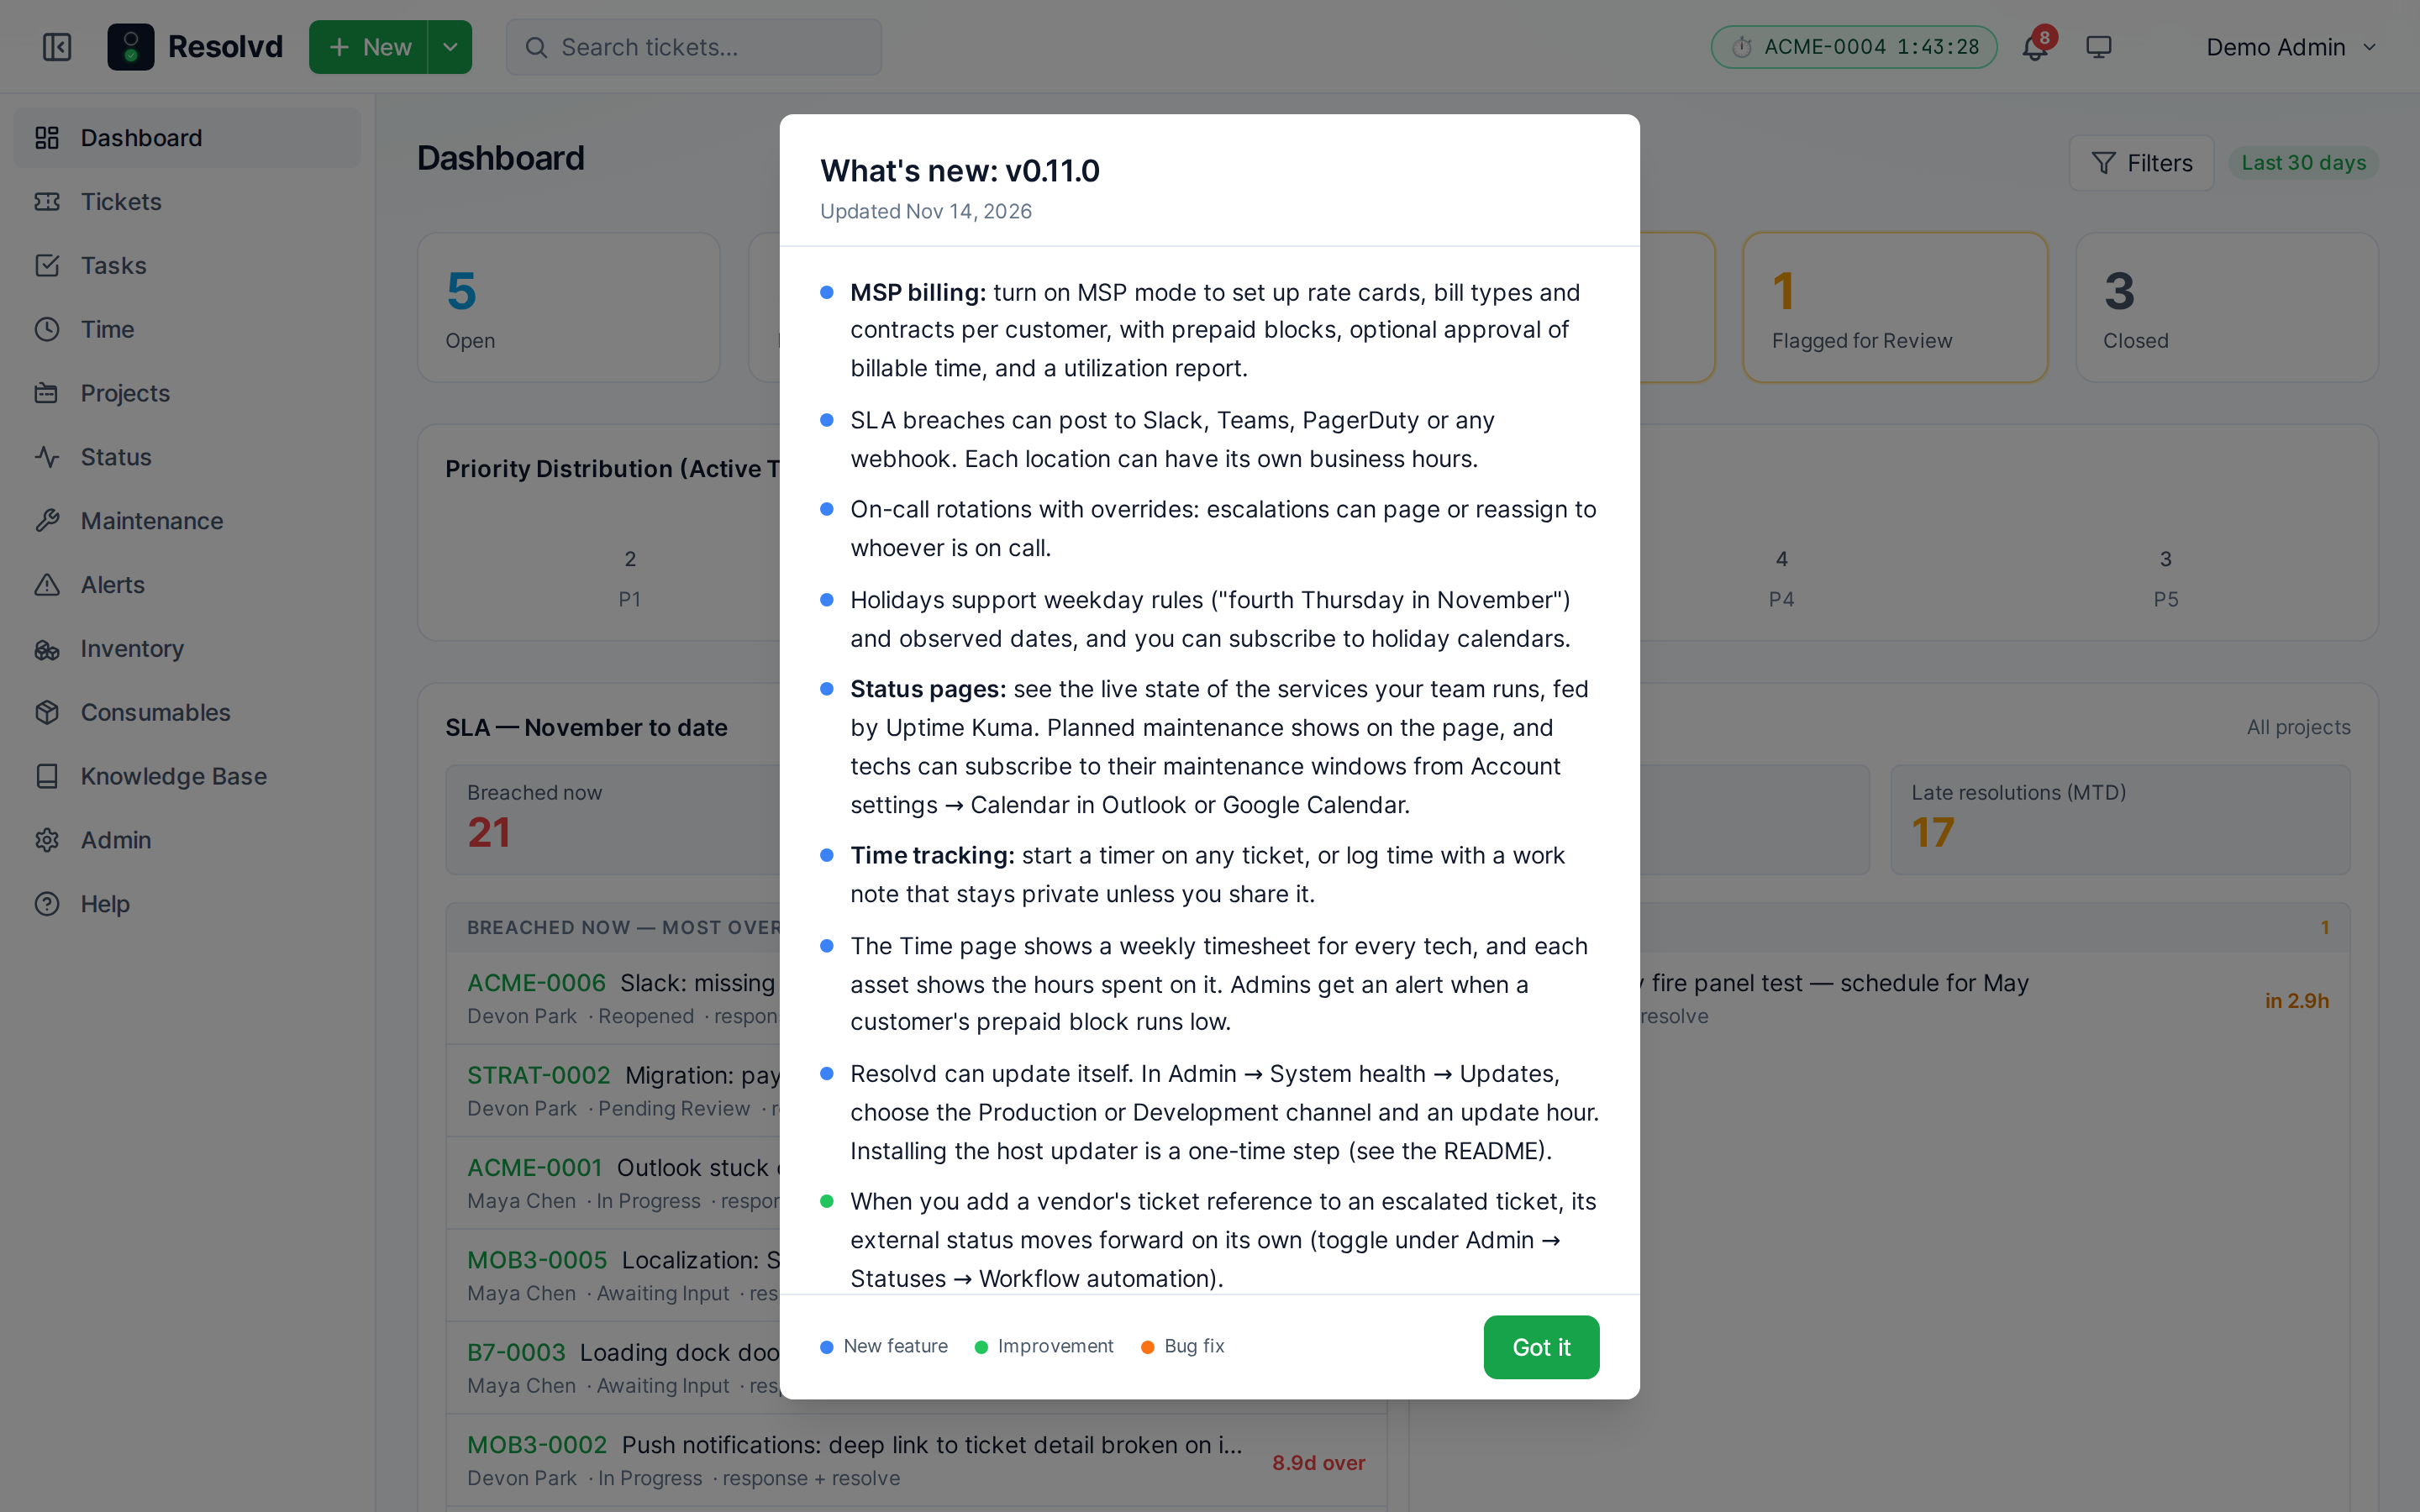 Resolvd
New
Search tickets...
ACME-0004 1:43:28
8
Demo Admin
Dashboard
Tickets
Tasks
Time
Projects
Status
Maintenance
Alerts
Inventory
Consumables
Knowledge Base
Admin
Help
Dashboard
Filters
Last 30 days
5
Open
1
Flagged for Review
3
Closed
Priority Distribution (Active T
2
P1
4
P4
3
P5
SLA — November to date
All projects
Breached now
21
Late resolutions (MTD)
17
BREACHED NOW — MOST OVER
1
ACME-0006 Slack: missing
Devon Park · Reopened · respon
fire panel test — schedule for May
resolve
in 2.9h
STRAT-0002 Migration: pay
Devon Park · Pending Review · r
ACME-0001 Outlook stuck
Maya Chen · In Progress · respon
MOB3-0005 Localization: S
Maya Chen · Awaiting Input · res
B7-0003 Loading dock doo
Maya Chen · Awaiting Input · res
MOB3-0002 Push notifications: deep link to ticket detail broken on i...
Devon Park · In Progress · response + resolve
8.9d over
What's new: v0.11.0
Updated Nov 14, 2026
MSP billing: turn on MSP mode to set up rate cards, bill types and
contracts per customer, with prepaid blocks, optional approval of
billable time, and a utilization report.
SLA breaches can post to Slack, Teams, PagerDuty or any
webhook. Each location can have its own business hours.
On-call rotations with overrides: escalations can page or reassign to
whoever is on call.
Holidays support weekday rules ("fourth Thursday in November")
and observed dates, and you can subscribe to holiday calendars.
Status pages: see the live state of the services your team runs, fed
by Uptime Kuma. Planned maintenance shows on the page, and
techs can subscribe to their maintenance windows from Account
settings → Calendar in Outlook or Google Calendar.
Time tracking: start a timer on any ticket, or log time with a work
note that stays private unless you share it.
The Time page shows a weekly timesheet for every tech, and each
asset shows the hours spent on it. Admins get an alert when a
customer's prepaid block runs low.
Resolvd can update itself. In Admin → System health → Updates,
choose the Production or Development channel and an update hour.
Installing the host updater is a one-time step (see the README).
When you add a vendor's ticket reference to an escalated ticket, its
external status moves forward on its own (toggle under Admin →
Statuses → Workflow automation).
New feature
Improvement
Bug fix
Got it